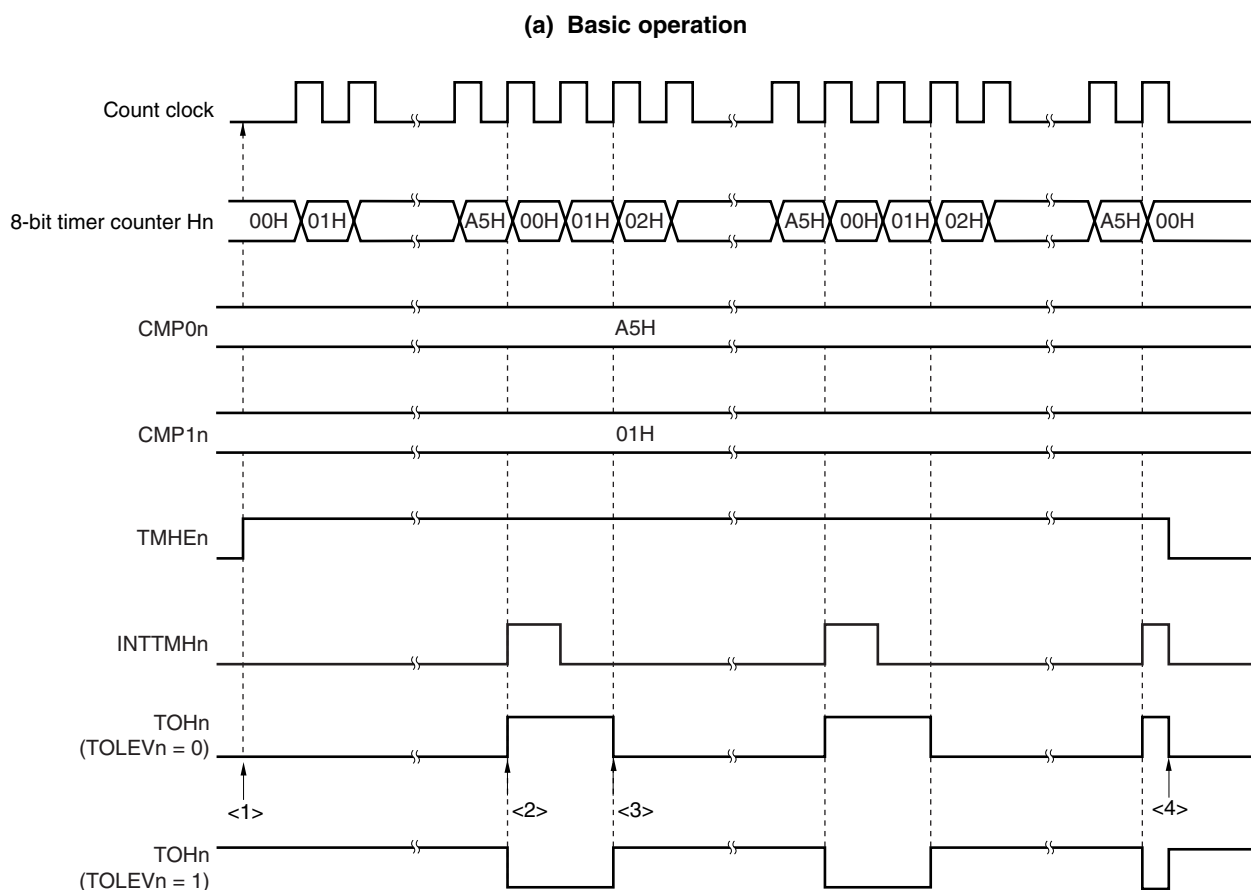 (a) Basic operation
Count clock
8-bit timer counter Hn
00H 01H A5H 00H 01H 02H A5H 00H 01H 02H A5H 00H
CMP0n
A5H
CMP1n
01H
TMHEn
INTTMHn
TOHn
(TOLEVn = 0)
<1> <2> <3> <4>
TOHn
(TOLEVn = 1)